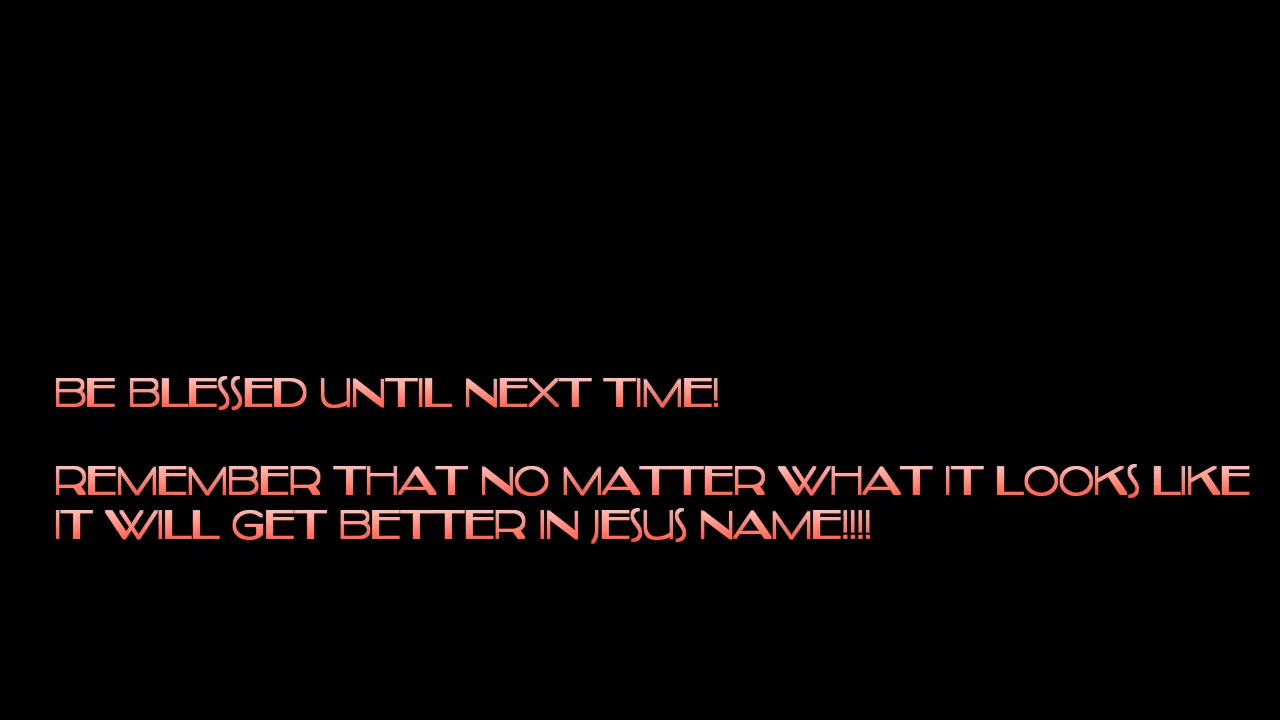 BE BLESSED UNTIL NEXT TIME!
REMEMBER THAT NO MATTER WHAT IT LOOKS LIKE
IT WILL GET BETTER IN JESUS NAME!!!!